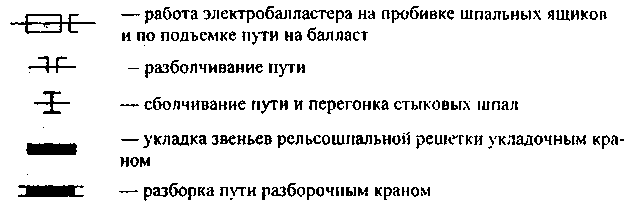 — работа электробалластера на пробивке шпальных ящиков
и по подъемке пути на балласт
– разболчивание пути
— сболчивание пути и перегонка стыковых шпал
— укладка звеньев рельсошпальной решетки укладочным кра-
ном
— разборка пути разборочным краном